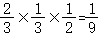 2/3 × 1/3 × 1/2 = 1/9